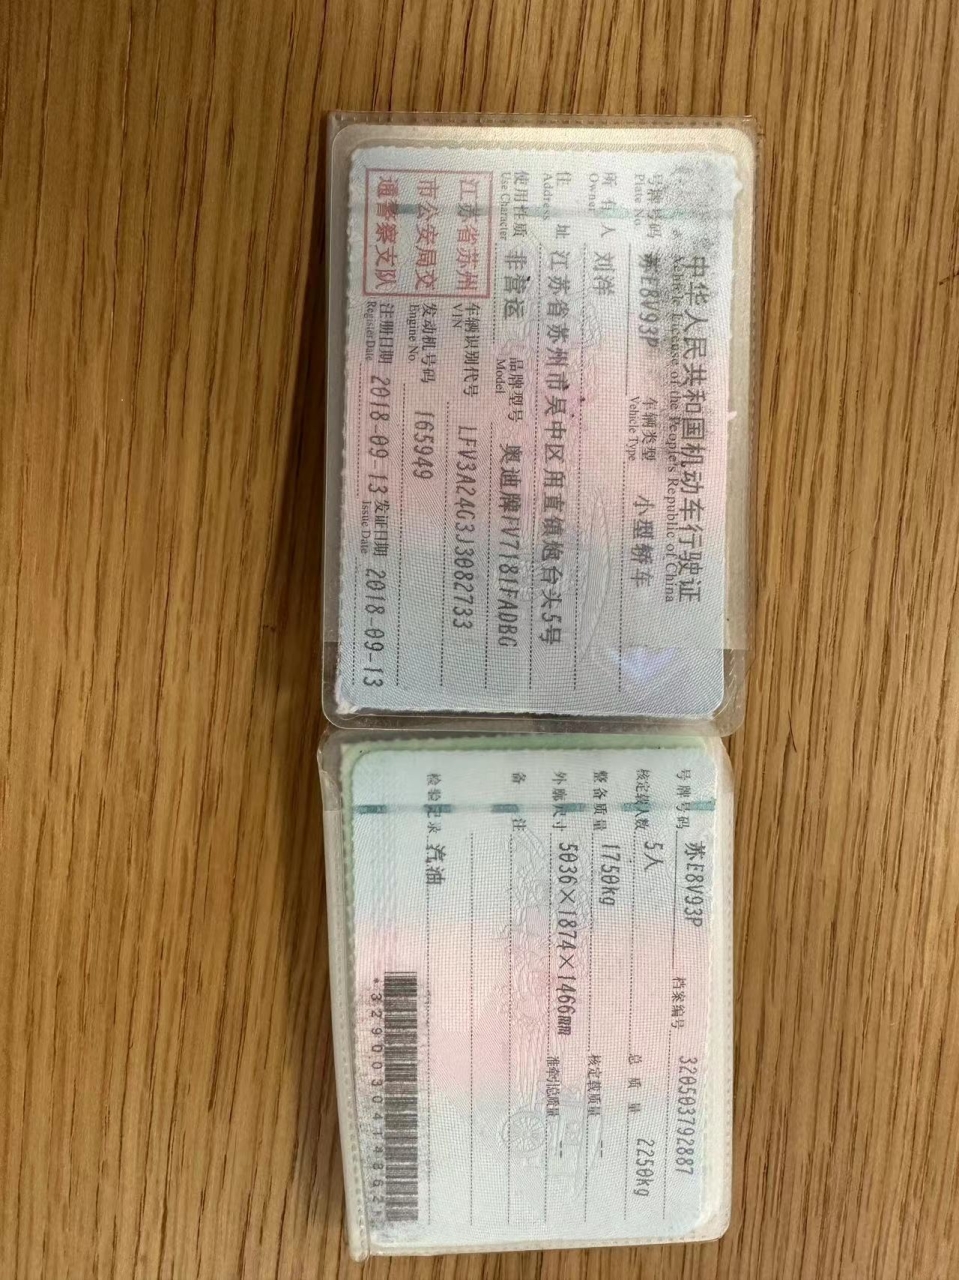 中华人民共和国机动车行驶证
Vehicle License of the People's Republic of China
号牌号码 苏E8V93P 车辆类型 小型轿车
Plate No. Vehicle Type
所有人 刘洋
Owner
住址 江苏省苏州市吴中区甪直镇炮台头5号
Address
使用性质 非营运 品牌型号 奥迪牌FV7181FADBG
Use Character Model
江苏省苏州市公安局交通警察支队
车辆识别代号 LFV3A24G3J3082733
VIN
发动机号码 165949
Engine No.
注册日期 2018-09-13 发证日期 2018-09-13
Register Date Issue Date
号牌号码 苏E8V93P 档案编号 320503792887
核定载人数 5人 总质量 2250kg
整备质量 1750kg 核定载质量 --
外廓尺寸 5036×1874×1466mm 准牵引总质量 --
备注
检验记录 汽油
*3290030414862*